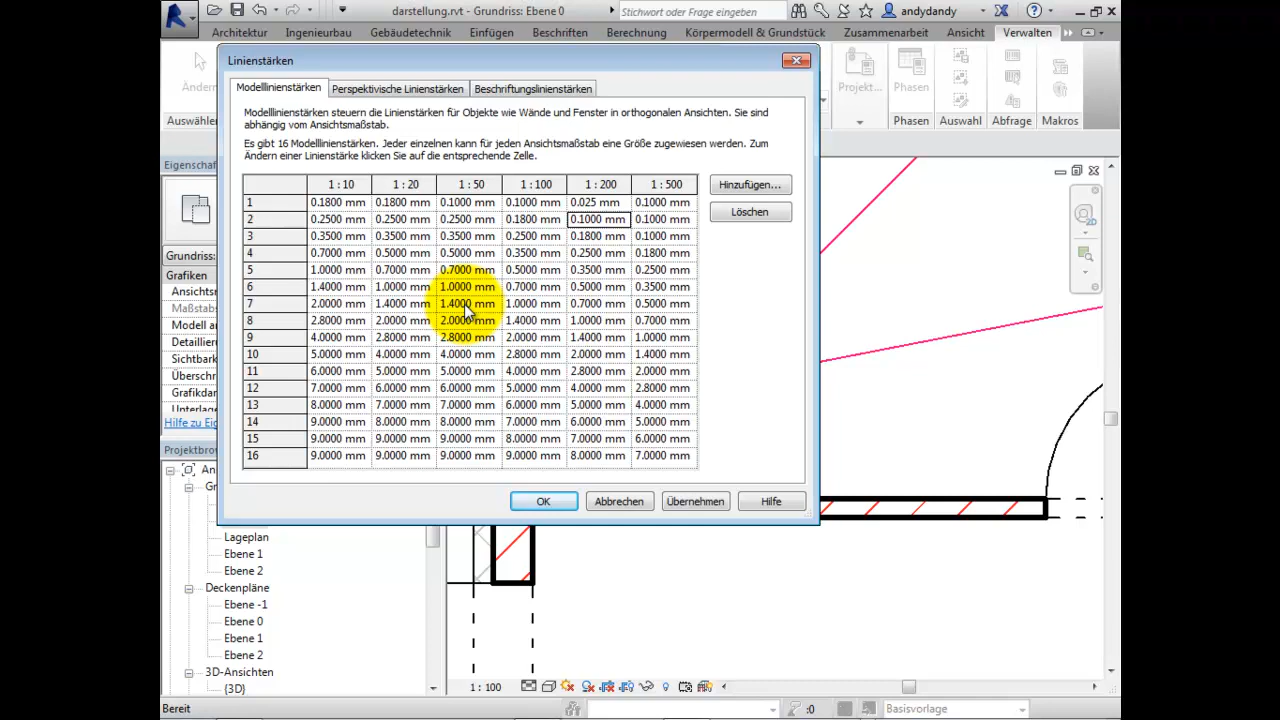 darstellung.rvt - Grundriss: Ebene 0
Stichwort oder Frage eingeben
andydandy
Architektur Ingenieurbau Gebäudetechnik Einfügen Beschriften Berechnung Körpermodell & Grundstück Zusammenarbeit Ansicht Verwalten
Linienstärken
Modelllinienstärken Perspektivische Linienstärken Beschriftungslinienstärken
Modelllinienstärken steuern die Linienstärken für Objekte wie Wände und Fenster in orthogonalen Ansichten. Sie sind
abhängig vom Ansichtsmaßstab.
Es gibt 16 Modelllinienstärken. Jeder einzelnen kann für jeden Ansichtsmaßstab eine Größe zugewiesen werden. Zum
Ändern einer Linienstärke klicken Sie auf die entsprechende Zelle.
1 : 10 1 : 20 1 : 50 1 : 100 1 : 200 1 : 500
1 0.1800 mm 0.1800 mm 0.1000 mm 0.1000 mm 0.025 mm 0.1000 mm
2 0.2500 mm 0.2500 mm 0.2500 mm 0.1800 mm 0.1000 mm 0.1000 mm
3 0.3500 mm 0.3500 mm 0.3500 mm 0.2500 mm 0.1800 mm 0.1000 mm
4 0.7000 mm 0.5000 mm 0.5000 mm 0.3500 mm 0.2500 mm 0.1800 mm
5 1.0000 mm 0.7000 mm 0.7000 mm 0.5000 mm 0.3500 mm 0.2500 mm
6 1.4000 mm 1.0000 mm 1.0000 mm 0.7000 mm 0.5000 mm 0.3500 mm
7 2.0000 mm 1.4000 mm 1.4000 mm 1.0000 mm 0.7000 mm 0.5000 mm
8 2.8000 mm 2.0000 mm 2.0000 mm 1.4000 mm 1.0000 mm 0.7000 mm
9 4.0000 mm 2.8000 mm 2.8000 mm 2.0000 mm 1.4000 mm 1.0000 mm
10 5.0000 mm 4.0000 mm 4.0000 mm 2.8000 mm 2.0000 mm 1.4000 mm
11 6.0000 mm 5.0000 mm 5.0000 mm 4.0000 mm 2.8000 mm 2.0000 mm
12 7.0000 mm 6.0000 mm 6.0000 mm 5.0000 mm 4.0000 mm 2.8000 mm
13 8.0000 mm 7.0000 mm 7.0000 mm 6.0000 mm 5.0000 mm 4.0000 mm
14 9.0000 mm 8.0000 mm 8.0000 mm 7.0000 mm 6.0000 mm 5.0000 mm
15 9.0000 mm 9.0000 mm 9.0000 mm 8.0000 mm 7.0000 mm 6.0000 mm
16 9.0000 mm 9.0000 mm 9.0000 mm 9.0000 mm 8.0000 mm 7.0000 mm
Hinzufügen...
Löschen
OK Abbrechen Übernehmen Hilfe
Ändern
Auswählen
Projekt...
Phasen
Phasen Auswahl Abfrage Makros
Eigenschaf
Grundriss:
Grafiken
Ansichts
Maßstab
Modell an
Detaillier
Sichtbark
Überschr
Grafikdar
Unterlage
Hilfe zu Eig
Projektbro
An
Gr
Lageplan
Ebene 1
Ebene 2
Deckenpläne
Ebene -1
Ebene 0
Ebene 1
Ebene 2
3D-Ansichten
{3D}
1 : 100
Bereit
:0
Basisvorlage
2D